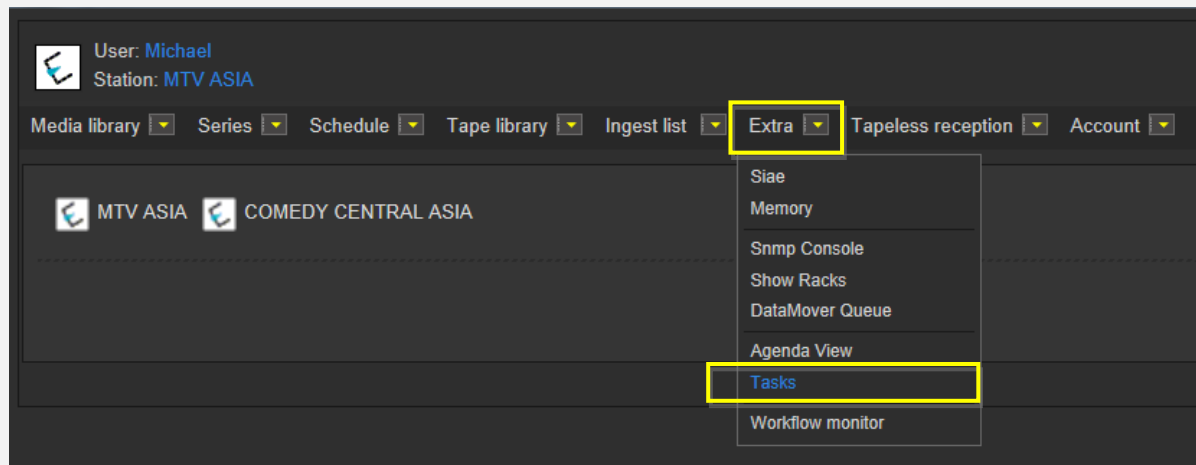 User: Michael
Station: MTV ASIA
Media library Series Schedule Tape library Ingest list Extra Tapeless reception Account
MTV ASIA COMEDY CENTRAL ASIA
Siae
Memory
Snmp Console
Show Racks
DataMover Queue
Agenda View
Tasks
Workflow monitor